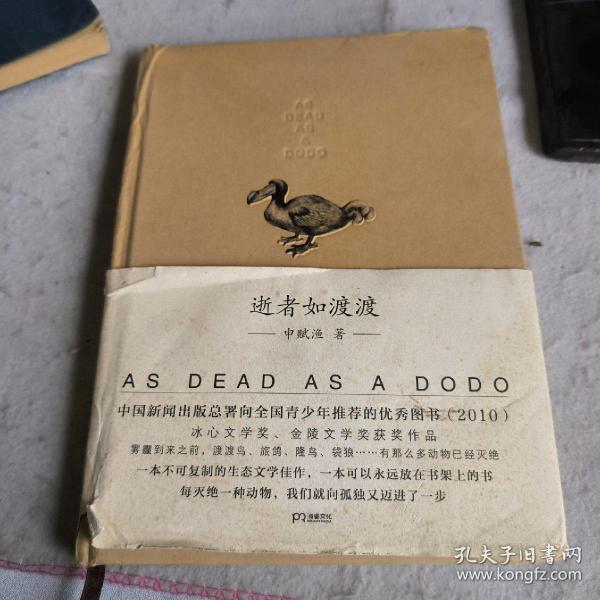 AS
DEAD
AS
A
DODO
逝者如渡渡
申赋渔 著
AS DEAD AS A DODO
中国新闻出版总署向全国青少年推荐的优秀图书(2010)
冰心文学奖、金陵文学奖获奖作品
雾霾到来之前，渡渡鸟、旅鸽、隆鸟、袋狼……有那么多动物已经灭绝
一本不可复制的生态文学佳作，一本可以永远放在书架上的书
每灭绝一种动物，我们就向孤独又迈进了一步
孔夫子旧书网
www.kongfz.com